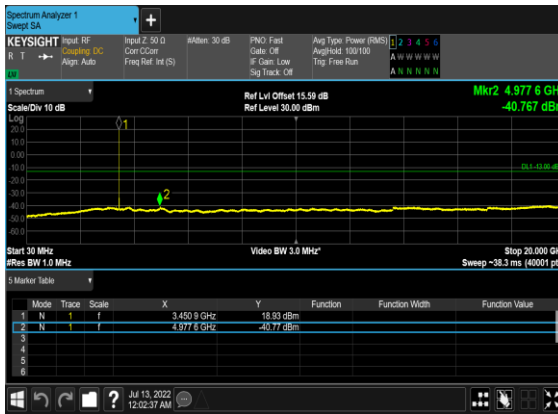 Spectrum Analyzer 1
Swept SA
+
KEYSIGHT
R T
Input: RF
Coupling: DC
Align: Auto
Input Z: 50 Ω
Corr CCorr
Freq Ref: Int (S)
#Atten: 30 dB
PNO: Fast
Gate: Off
IF Gain: Low
Sig Track: Off
Avg Type: Power (RMS)
Avg|Hold: 100/100
Trig: Free Run
1 2 3 4 5 6
A W W W W W
A N N N N N
1 Spectrum
Scale/Div 10 dB
Ref Lvl Offset 15.59 dB
Ref Level 30.00 dBm
Mkr2 4.977 6 GHz
-40.767 dBm
Log
20.0
10.0
0.00
-10.0
-20.0
-30.0
-40.0
-50.0
-60.0
1
2
DL1 -13.00 dBm
Start 30 MHz
#Res BW 1.0 MHz
Video BW 3.0 MHz*
Stop 20.000 GHz
Sweep ~38.3 ms (40001 pts)
5 Marker Table
Mode Trace Scale X Y Function Function Width Function Value
1 N 1 f 3.450 9 GHz 18.93 dBm
2 N 1 f 4.977 6 GHz -40.77 dBm
3
4
5
6
?
Jul 13, 2022
12:02:37 AM